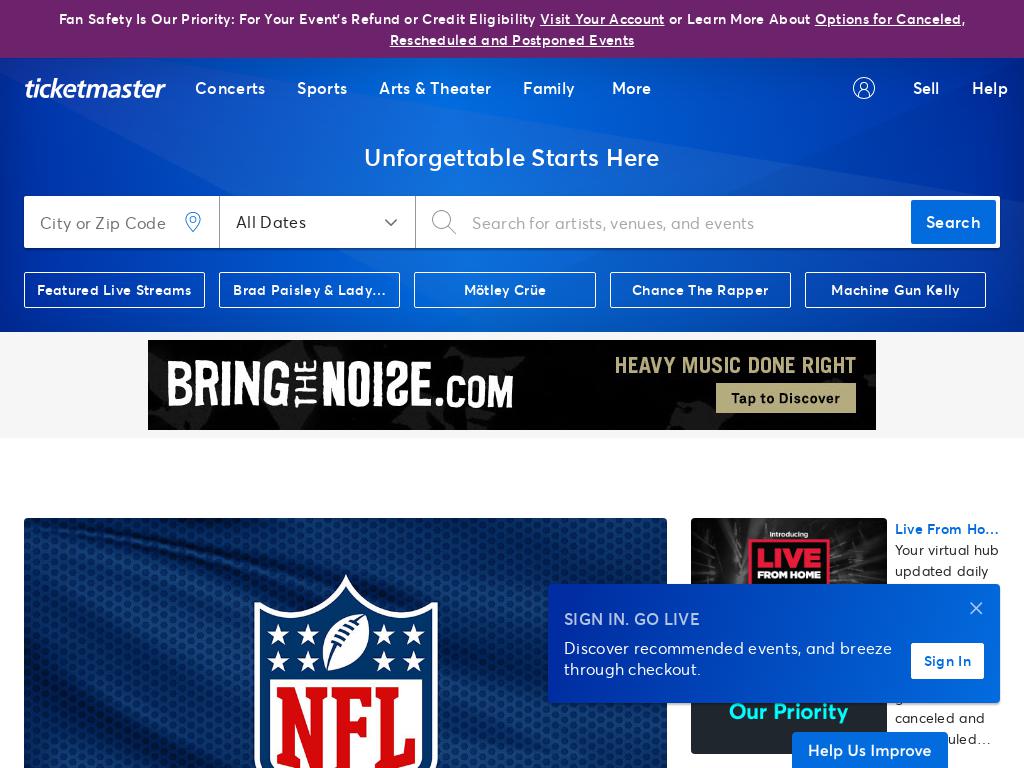 Fan Safety Is Our Priority: For Your Event's Refund or Credit Eligibility Visit Your Account or Learn More About Options for Canceled,
Rescheduled and Postponed Events
ticketmaster Concerts Sports Arts & Theater Family More Sell Help
Unforgettable Starts Here
City or Zip Code All Dates Search for artists, venues, and events Search
Featured Live Streams Brad Paisley & Lady… Mötley Crüe Chance The Rapper Machine Gun Kelly
BRING THE NOISE.COM HEAVY MUSIC DONE RIGHT
Tap to Discover
NFL
Introducing
LIVE
FROM HOME
Live From Ho…
Your virtual hub
updated daily
SIGN IN. GO LIVE
Discover recommended events, and breeze
through checkout.
Sign In
Our Priority
canceled and
uled…
Help Us Improve